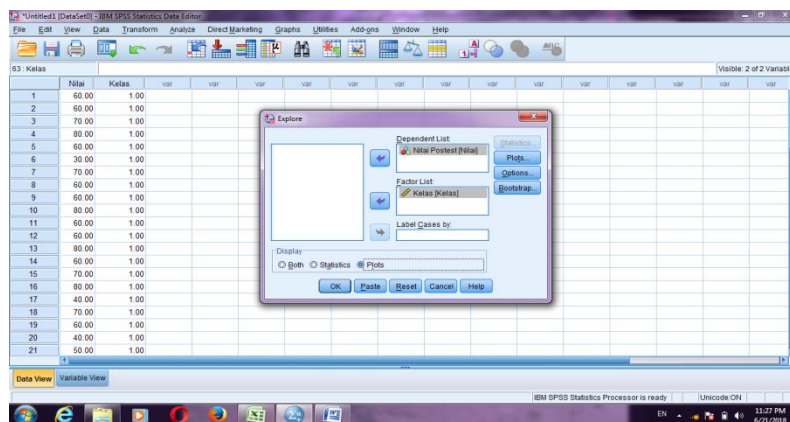 *Untitled1 [DataSet0] - IBM SPSS Statistics Data Editor
File Edit View Data Transform Analyze Direct Marketing Graphs Utilities Add-ons Window Help
63 : Kelas
Visible: 2 of 2 Variabl
Nilai Kelas var var var var var var var var var var var var var
1 60.00 1.00
2 60.00 1.00
3 70.00 1.00
4 80.00 1.00
5 60.00 1.00
6 30.00 1.00
7 70.00 1.00
8 60.00 1.00
9 60.00 1.00
10 80.00 1.00
11 60.00 1.00
12 60.00 1.00
13 80.00 1.00
14 60.00 1.00
15 70.00 1.00
16 80.00 1.00
17 40.00 1.00
18 70.00 1.00
19 60.00 1.00
20 40.00 1.00
21 50.00 1.00
Explore
Dependent List:
Nilai Postest [Nilai]
Factor List:
Kelas [Kelas]
Label Cases by:
Statistics...
Plots...
Options...
Bootstrap...
Display
Both Statistics Plots
OK Paste Reset Cancel Help
Data View Variable View
IBM SPSS Statistics Processor is ready
Unicode:ON
EN
11:27 PM
6/21/2018